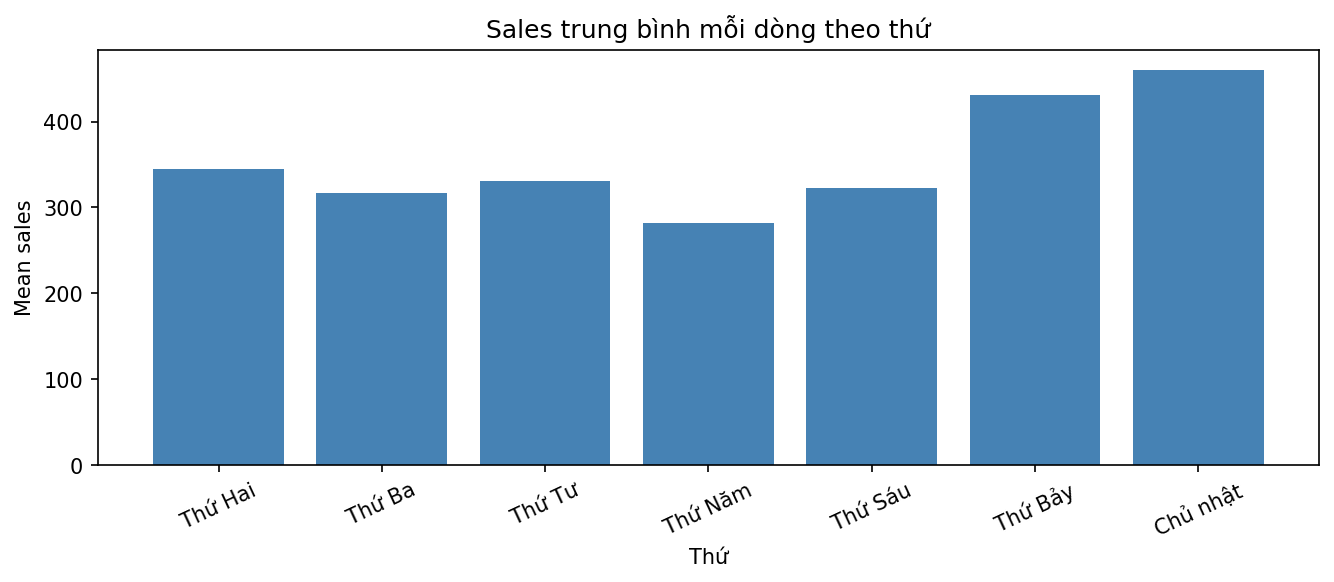 Sales trung bình mỗi dòng theo thứ
Mean sales
400
300
200
100
0
Thứ Hai
Thứ Ba
Thứ Tư
Thứ Năm
Thứ Sáu
Thứ Bảy
Chủ nhật
Thứ